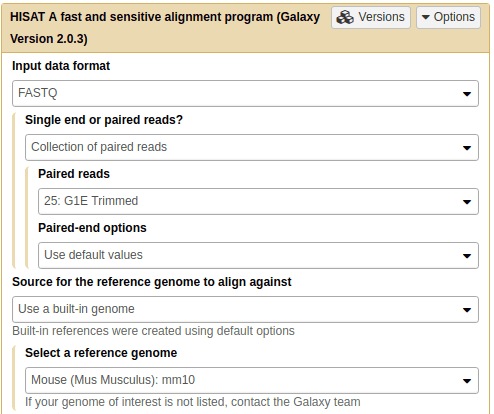 HISAT A fast and sensitive alignment program (Galaxy Version 2.0.3)
Versions
Options
Input data format
FASTQ
Single end or paired reads?
Collection of paired reads
Paired reads
25: G1E Trimmed
Paired-end options
Use default values
Source for the reference genome to align against
Use a built-in genome
Built-in references were created using default options
Select a reference genome
Mouse (Mus Musculus): mm10
If your genome of interest is not listed, contact the Galaxy team